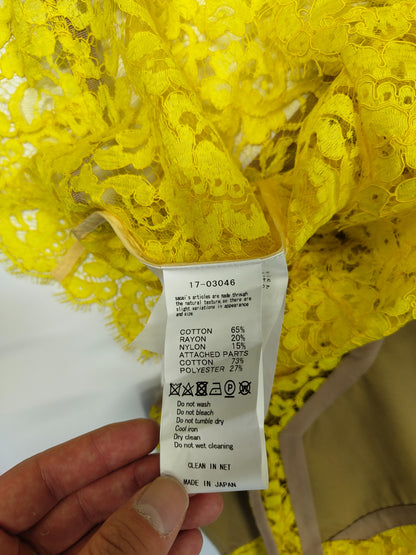 17-03046
sacai's articles are made through
the natural texture;so there are
slight variations in appearance
and size
COTTON 65%
RAYON 20%
NYLON 15%
ATTACHED PARTS
COTTON 73%
POLYESTER 27%
Do not wash
Do not bleach
Do not tumble dry
Cool iron
Dry clean
Do not wet cleaning
CLEAN IN NET
MADE IN JAPAN